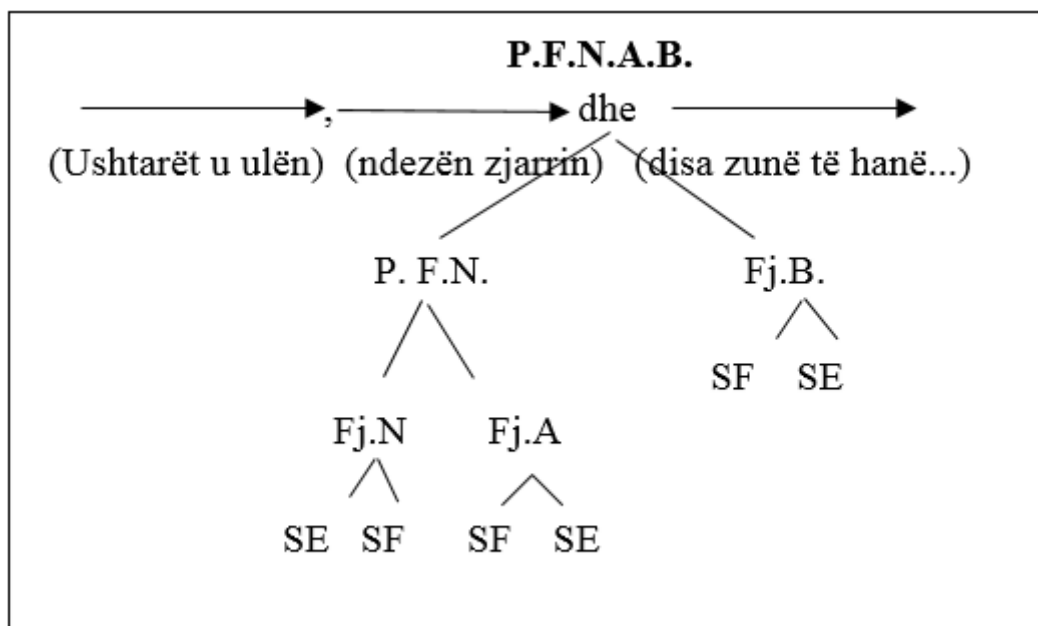 P.F.N.A.B.
, dhe
(Ushtarët u ulën) (ndezën zjarrin) (disa zunë të hanë...)
P. F.N. Fj.B.
SF SE
Fj.N Fj.A
SE SF SF SE